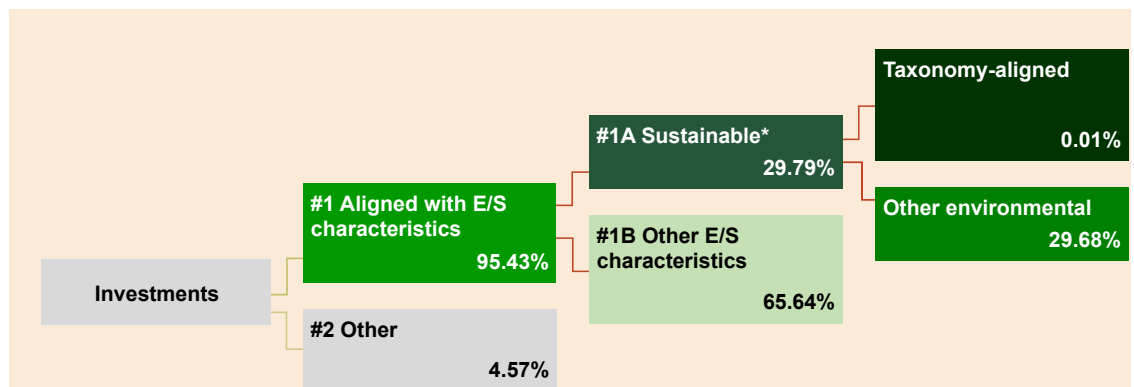 Investments
#1 Aligned with E/S
characteristics
95.43%
#2 Other
4.57%
#1A Sustainable*
29.79%
#1B Other E/S
characteristics
65.64%
Taxonomy-aligned
0.01%
Other environmental
29.68%